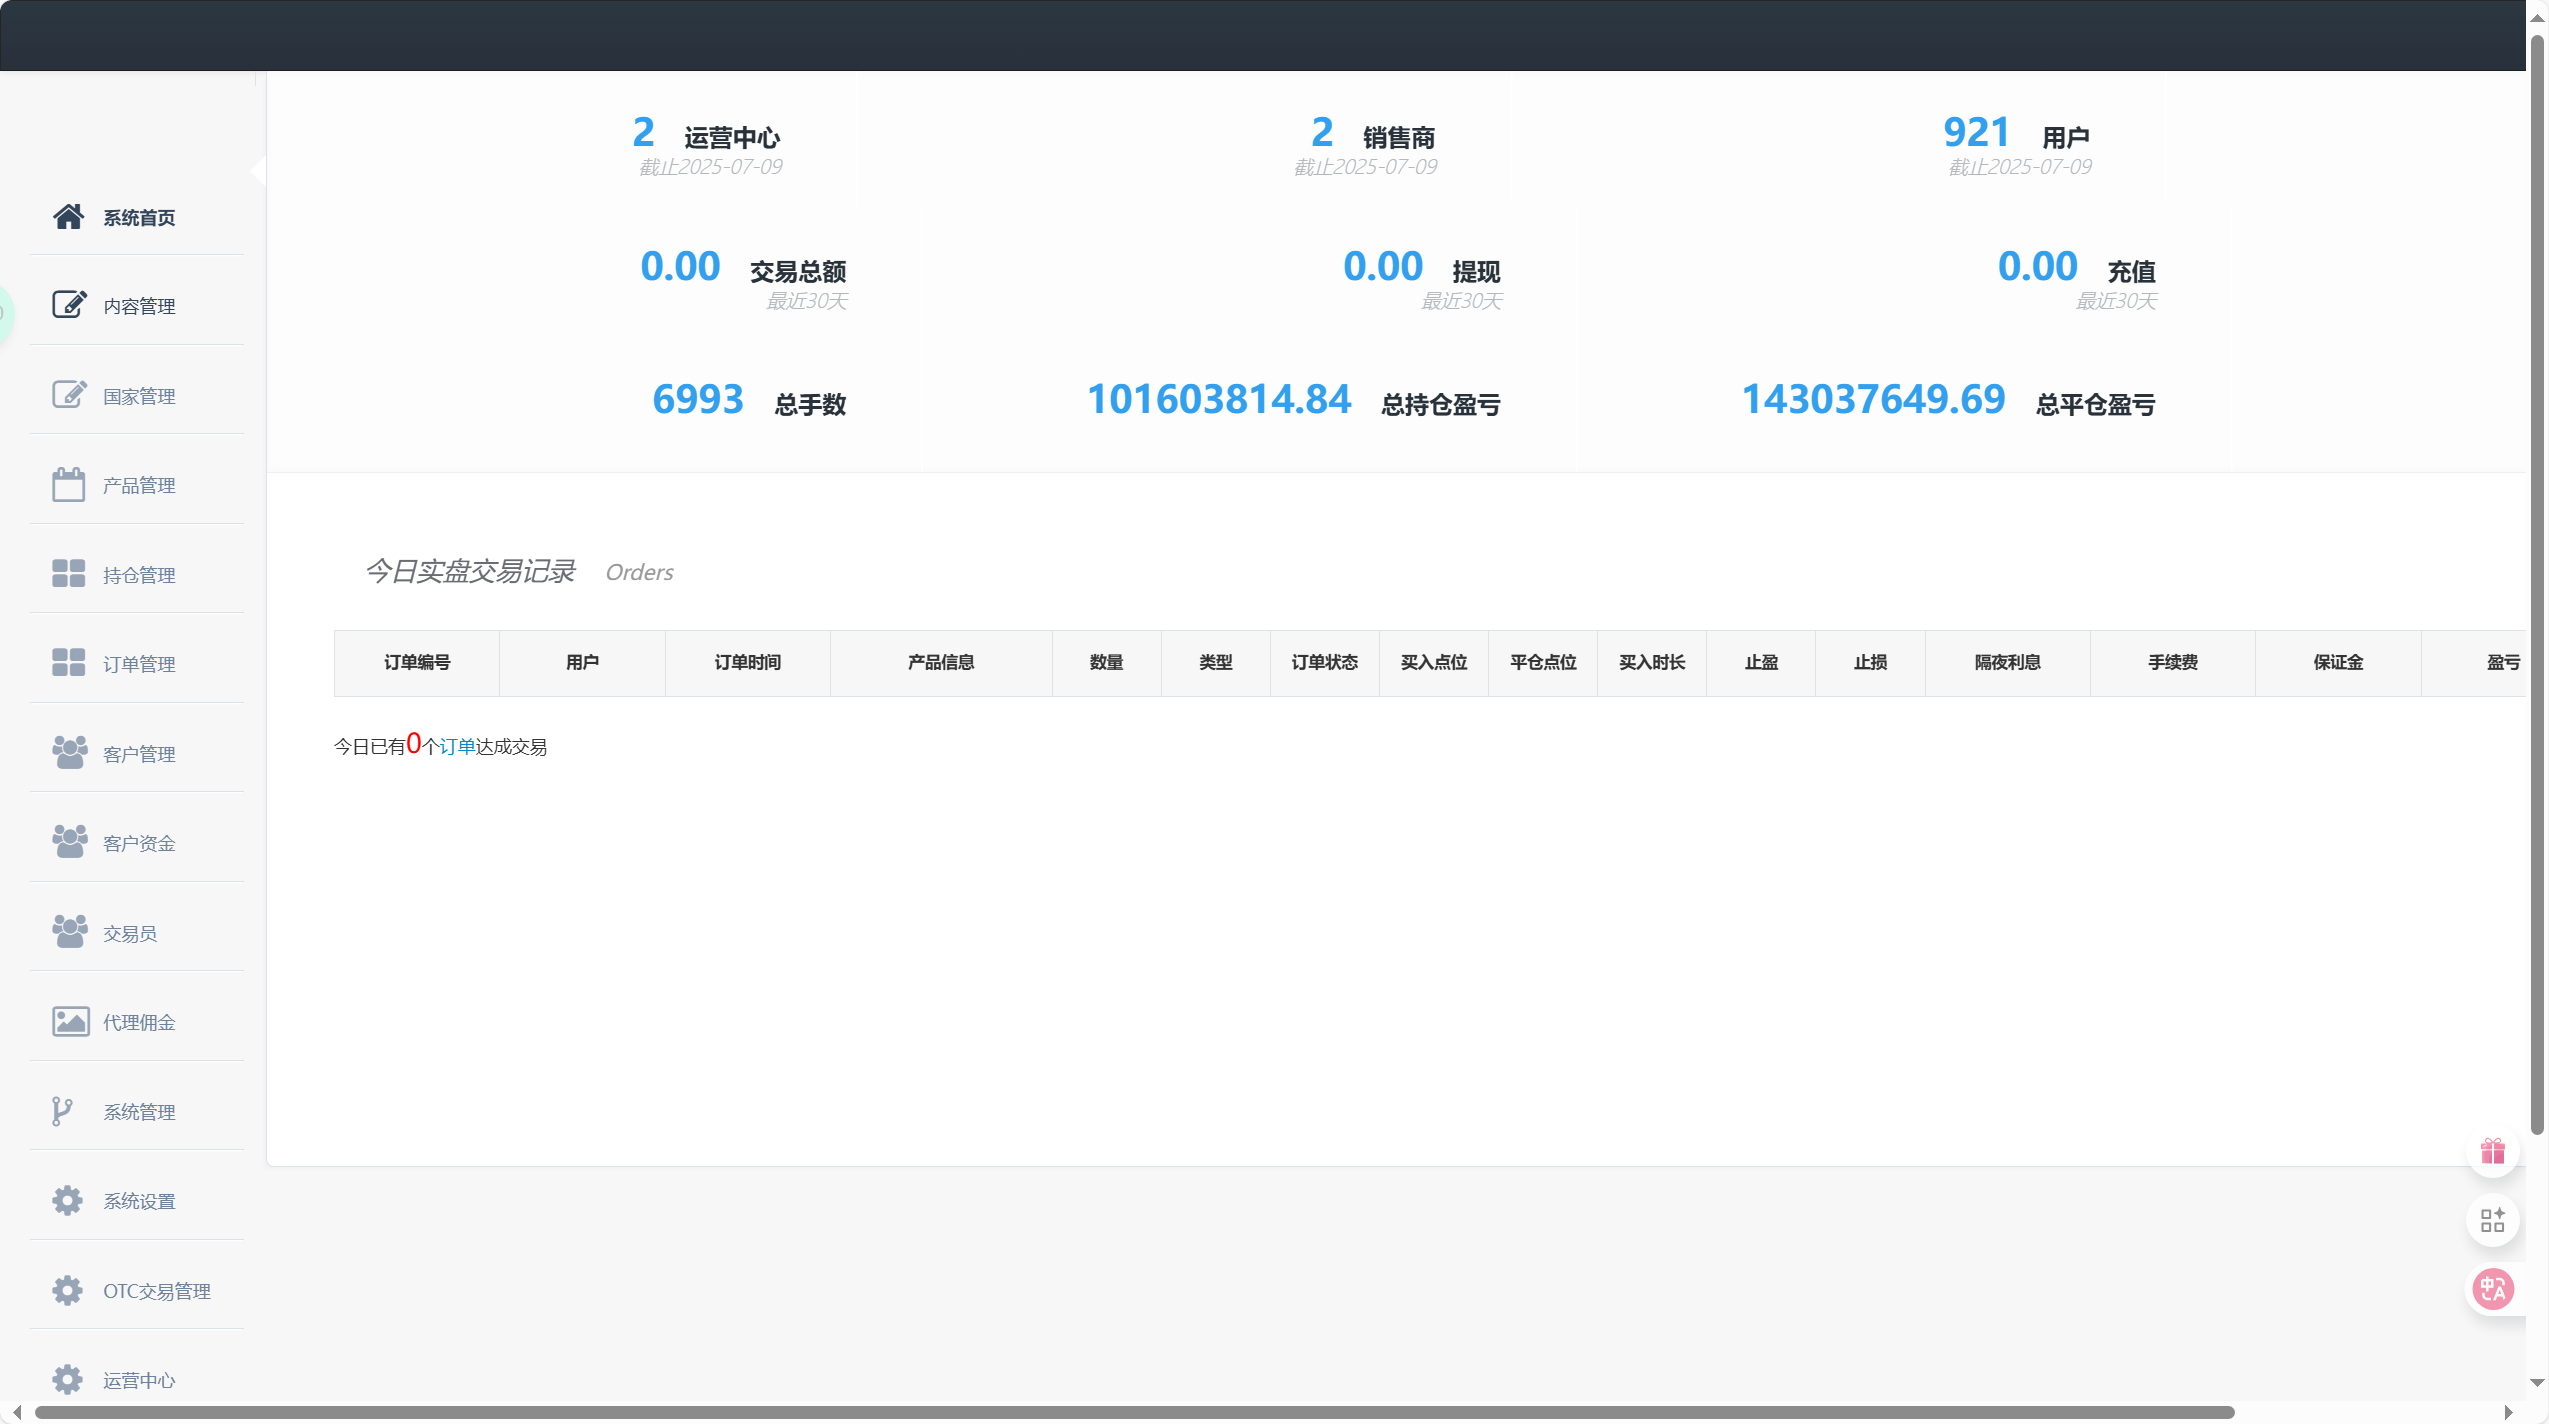 2 运营中心
截止2025-07-09
2 销售商
截止2025-07-09
921 用户
截止2025-07-09
0.00 交易总额
最近30天
0.00 提现
最近30天
0.00 充值
最近30天
6993 总手数
101603814.84 总持仓盈亏
143037649.69 总平仓盈亏
系统首页
内容管理
国家管理
产品管理
持仓管理
订单管理
客户管理
客户资金
交易员
代理佣金
系统管理
系统设置
OTC交易管理
运营中心
今日实盘交易记录 Orders
订单编号 用户 订单时间 产品信息 数量 类型 订单状态 买入点位 平仓点位 买入时长 止盈 止损 隔夜利息 手续费 保证金 盈亏
今日已有0个订单达成交易
中A